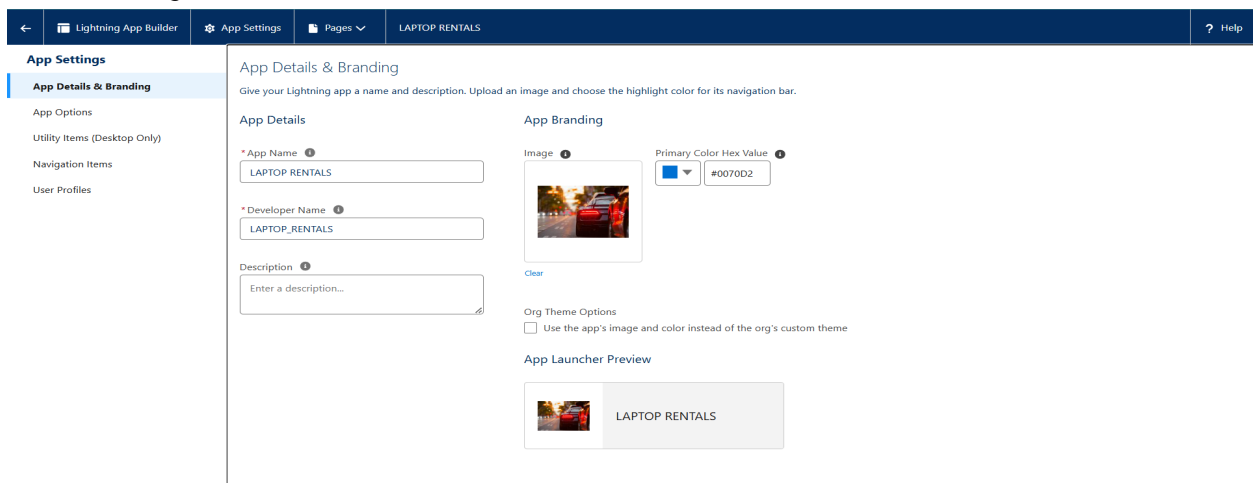 Lightning App Builder
App Settings
Pages
LAPTOP RENTALS
? Help
App Settings
App Details & Branding
App Options
Utility Items (Desktop Only)
Navigation Items
User Profiles
App Details & Branding
Give your Lightning app a name and description. Upload an image and choose the highlight color for its navigation bar.
App Details
*App Name
LAPTOP RENTALS
*Developer Name
LAPTOP_RENTALS
Description
Enter a description...
App Branding
Image
Primary Color Hex Value
#0070D2
Clear
Org Theme Options
Use the app's image and color instead of the org's custom theme
App Launcher Preview
LAPTOP RENTALS